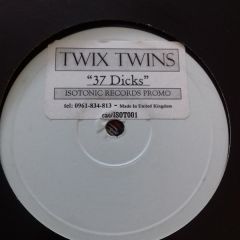 TWIX TWINS
"37 Dicks"
ISOTONIC RECORDS PROMO
tel: 0961-834-813 - Made In United Kingdom
cat/ISOT001